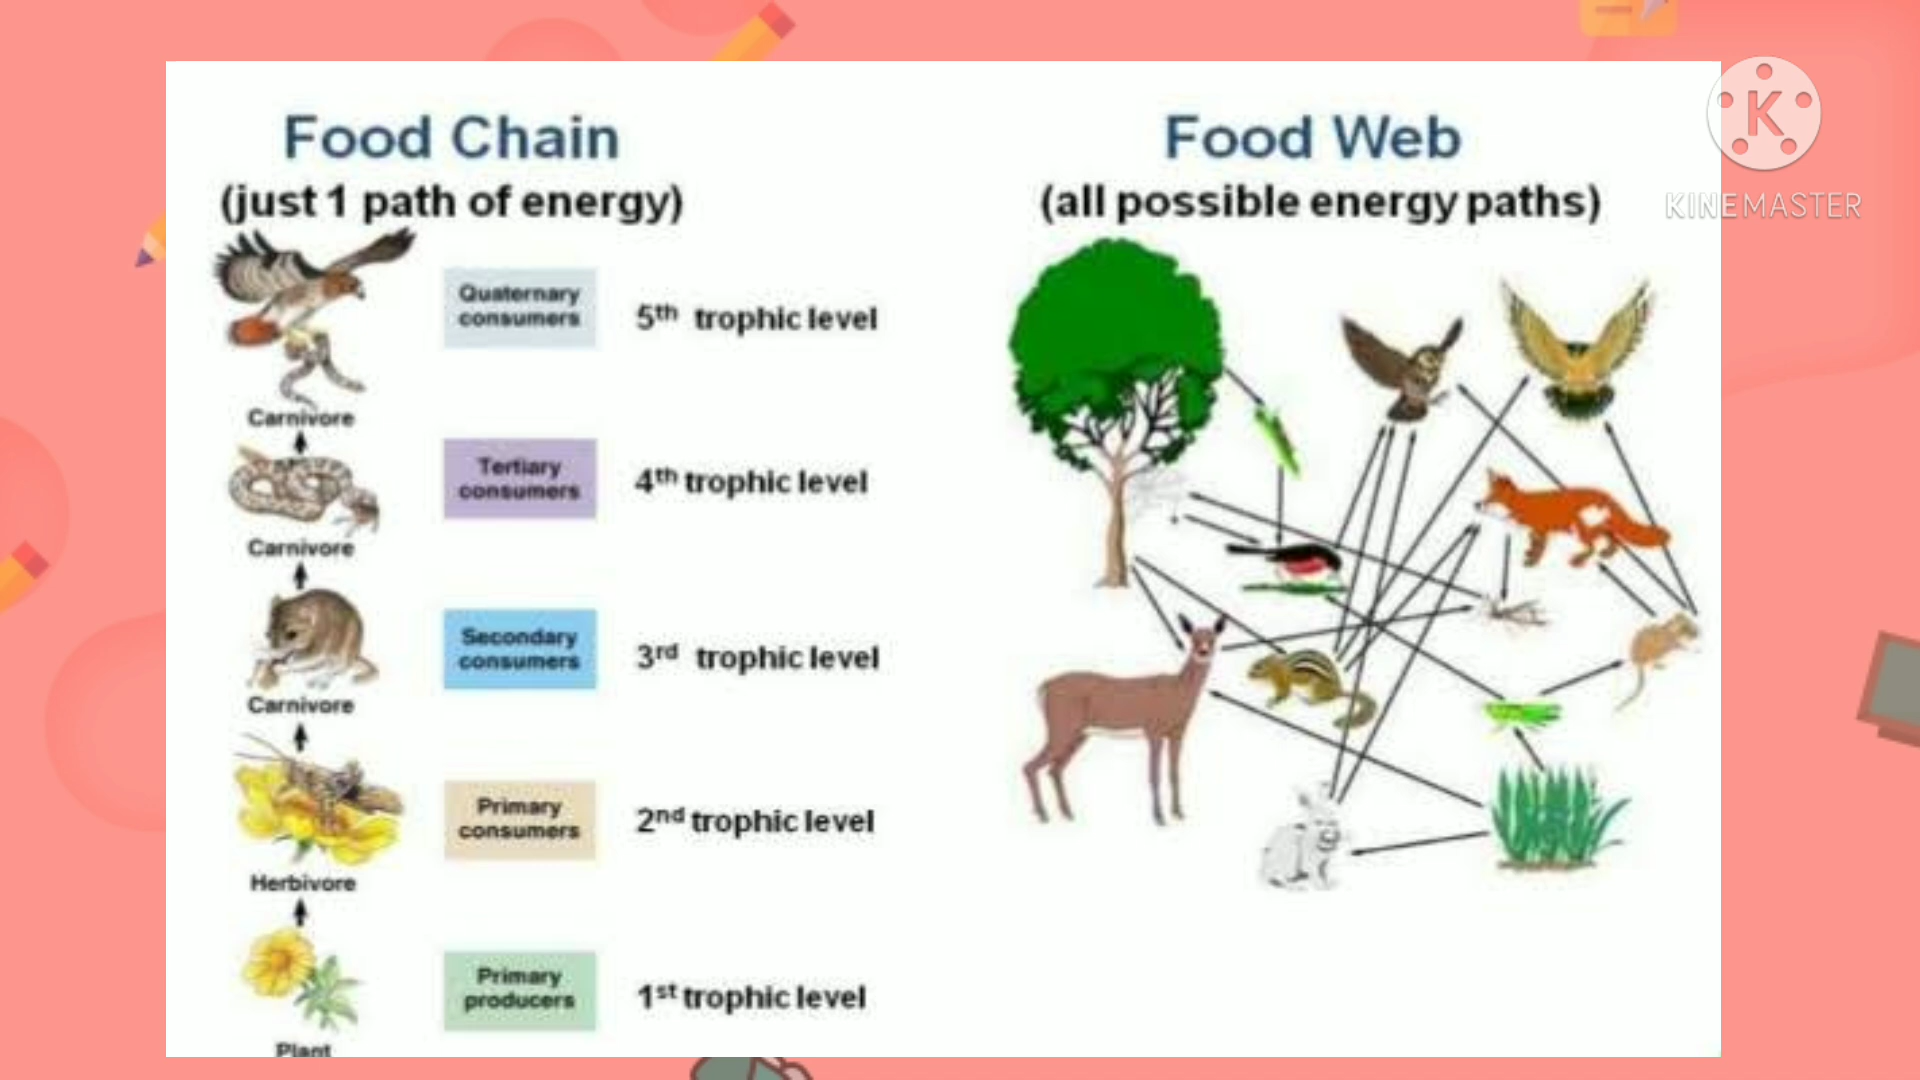 Food Chain
(just 1 path of energy)
Quaternary
consumers
5th trophic level
Carnivore
Tertiary
consumers
4th trophic level
Carnivore
Secondary
consumers
3rd trophic level
Carnivore
Primary
consumers
2nd trophic level
Herbivore
Primary
producers
1st trophic level
Plant
Food Web
(all possible energy paths)
K
KINEMASTER